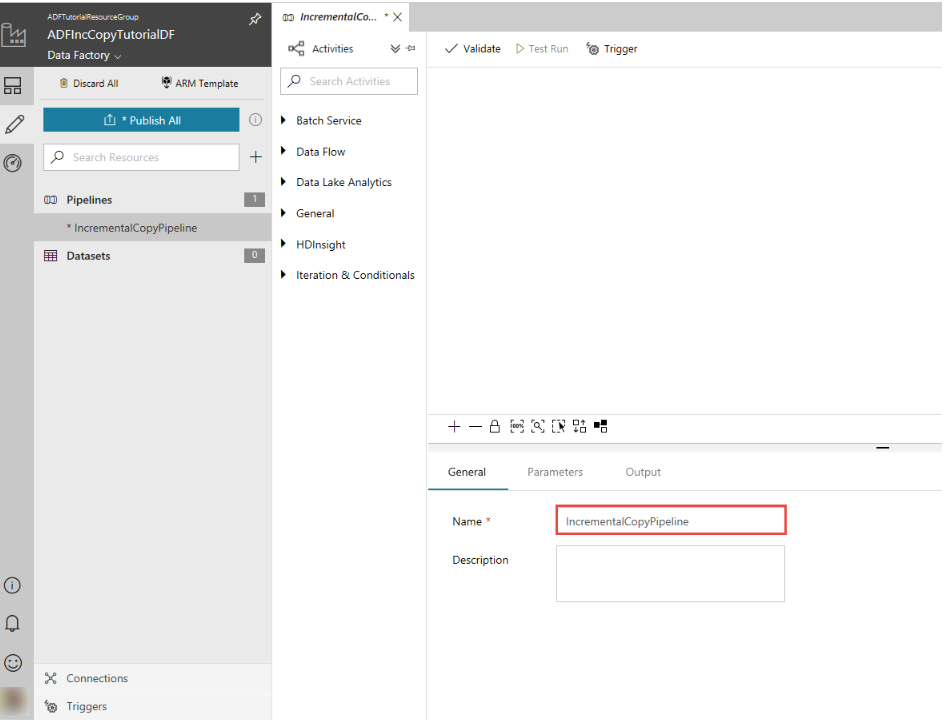 ADFTutorialResourceGroup
ADFIncCopyTutorialDF
Data Factory
Discard All
ARM Template
* Publish All
Search Resources
Pipelines
1
* IncrementalCopyPipeline
Datasets
0
Connections
Triggers
IncrementalCo... *
Activities
Search Activities
Batch Service
Data Flow
Data Lake Analytics
General
HDInsight
Iteration & Conditionals
Validate
Test Run
Trigger
100%
General
Parameters
Output
Name *
IncrementalCopyPipeline
Description